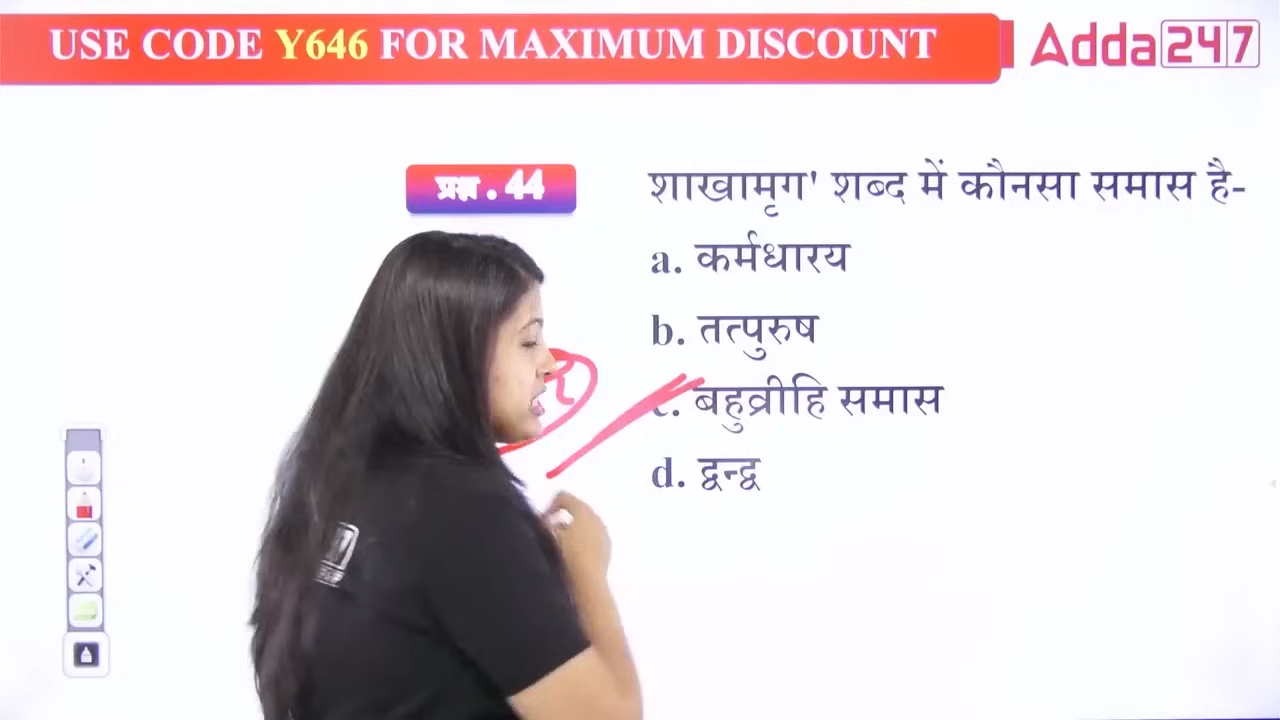 USE CODE Y646 FOR MAXIMUM DISCOUNT
Adda247
प्रश्न . 44
शाखामृग' शब्द में कौनसा समास है-
a. कर्मधारय
b. तत्पुरुष
c. बहुव्रीहि समास
d. द्वन्द्व